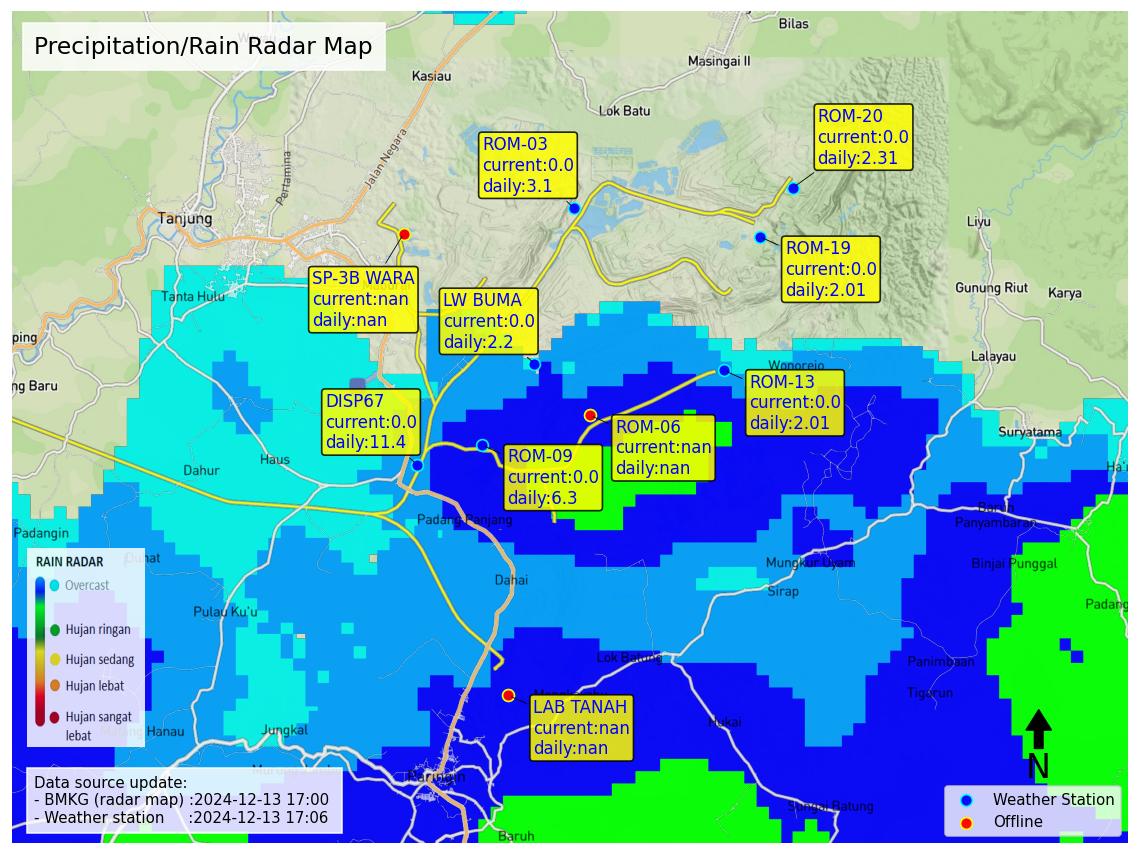 Precipitation/Rain Radar Map
Bilas
Masingai II
Kasiau
Lok Batu
ROM-20
current:0.0
daily:2.31
ROM-03
current:0.0
daily:3.1
Jalan Negara
Pertamina
Tanjung
Liyu
ROM-19
current:0.0
daily:2.01
SP-3B WARA
current:nan
daily:nan
Tanta Hulu
LW BUMA
current:0.0
daily:2.2
Gunung Riut
Karya
ping
Lalayau
Wonorejo
ng Baru
ROM-13
current:0.0
daily:2.01
DISP67
current:0.0
daily:11.4
ROM-06
current:nan
daily:nan
Suryatama
ROM-09
current:0.0
daily:6.3
Haus
Dahur
Ha'
Padang Panjang
Baruh
Panyambaran
Padangin
Mungkur Uyam
Binjai Punggal
Dahai
Sirap
Pulau Ku'u
Padang
RAIN RADAR
Overcast
Hujan ringan
Hujan sedang
Hujan lebat
Hujan sangat
lebat
Lok Batung
Panimbaan
Tigarun
LAB TANAH
current:nan
daily:nan
Hukai
Jungkal
Manau
Paringin
Sungai Batung
Baruh
N
Data source update:
- BMKG (radar map) :2024-12-13 17:00
- Weather station :2024-12-13 17:06
Weather Station
Offline